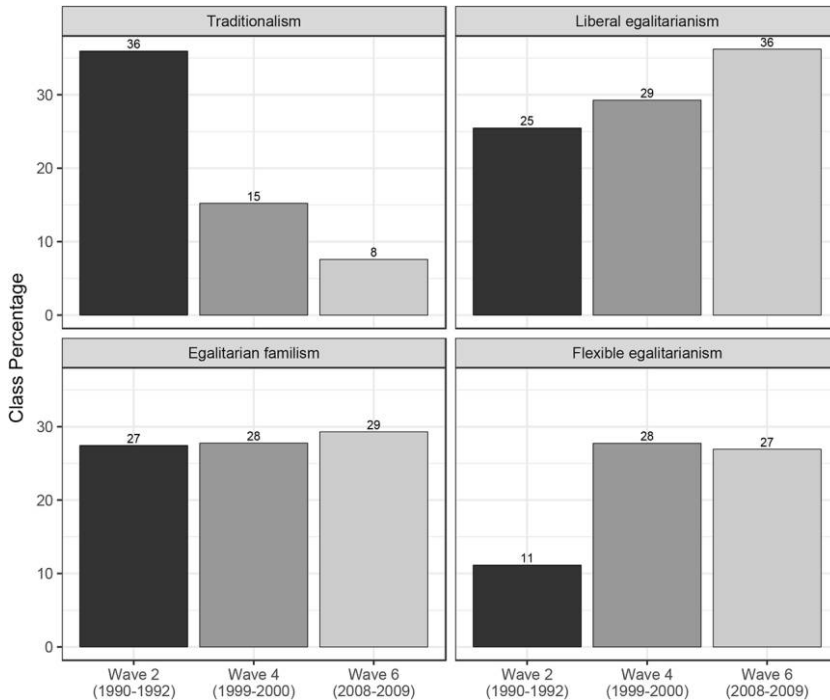 Traditionalism
Liberal egalitarianism
36
15
8
25
29
36
30
20
10
0
Class Percentage
Egalitarian familism
Flexible egalitarianism
27
28
29
11
28
27
30
20
10
0
Wave 2
(1990-1992)
Wave 4
(1999-2000)
Wave 6
(2008-2009)
Wave 2
(1990-1992)
Wave 4
(1999-2000)
Wave 6
(2008-2009)